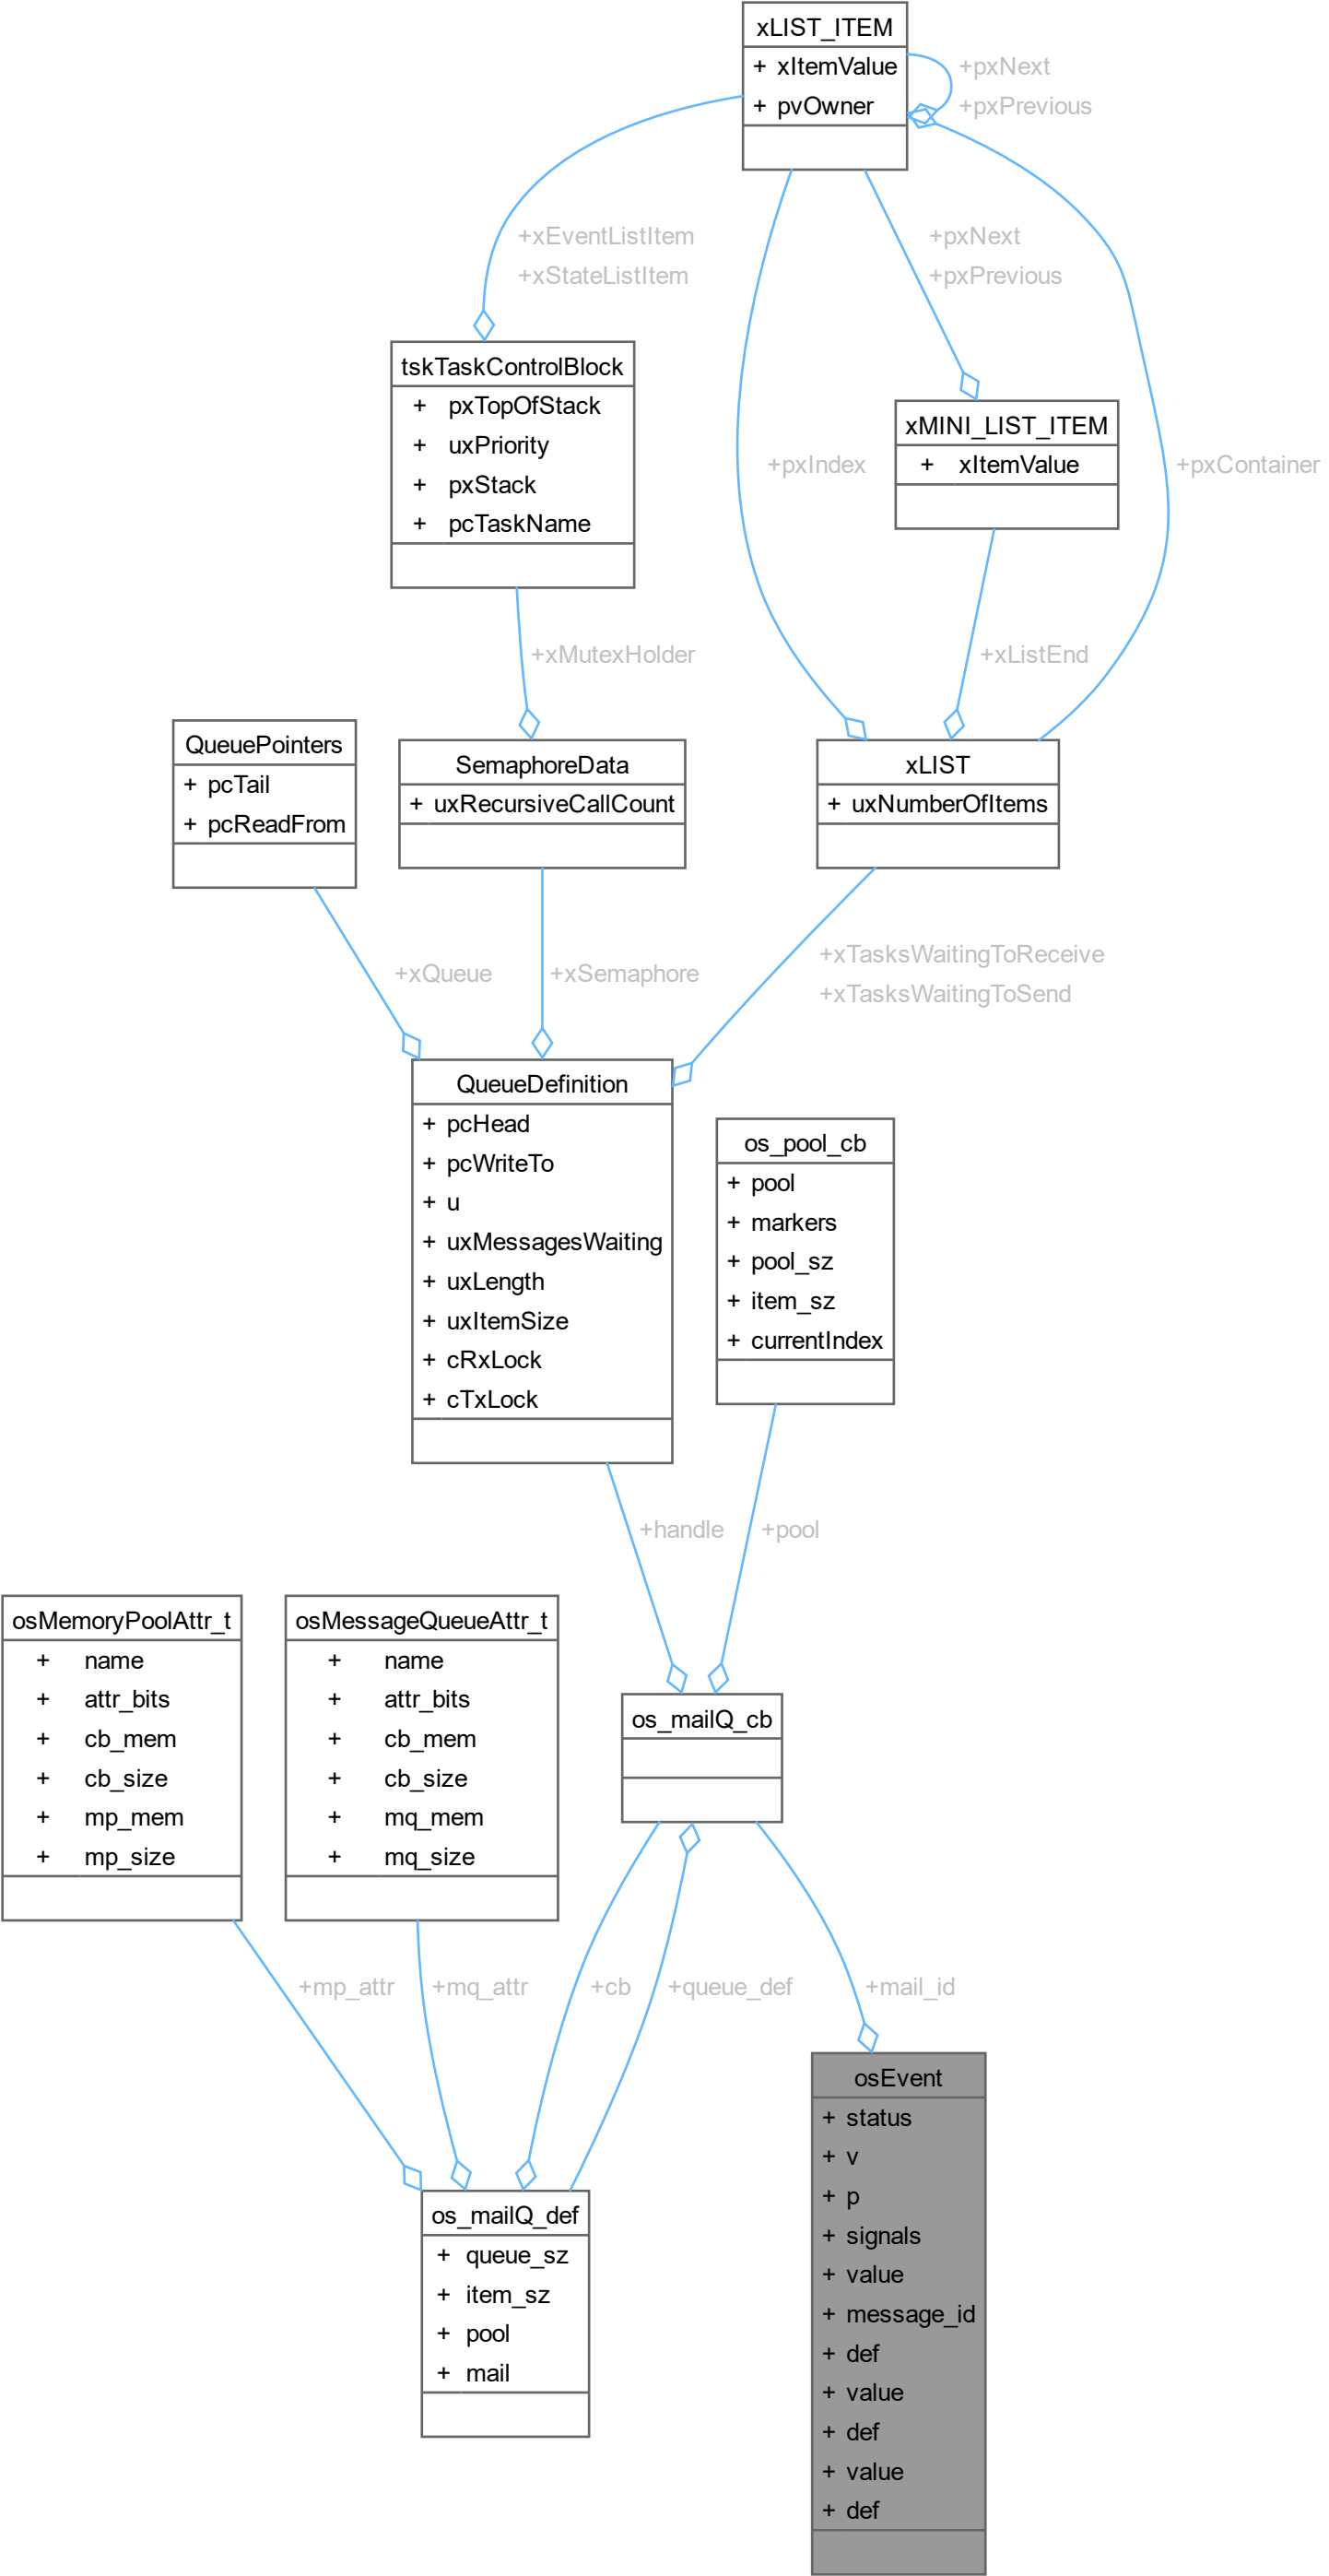 xLIST_ITEM
+ xItemValue
+ pvOwner
+pxNext
+pxPrevious
+xEventListItem
+xStateListItem
+pxNext
+pxPrevious
tskTaskControlBlock
+ pxTopOfStack
+ uxPriority
+ pxStack
+ pcTaskName
xMINI_LIST_ITEM
+ xItemValue
+pxIndex
+pxContainer
+xMutexHolder
+xListEnd
QueuePointers
+ pcTail
+ pcReadFrom
SemaphoreData
+ uxRecursiveCallCount
xLIST
+ uxNumberOfItems
+xQueue
+xSemaphore
+xTasksWaitingToReceive
+xTasksWaitingToSend
QueueDefinition
+ pcHead
+ pcWriteTo
+ u
+ uxMessagesWaiting
+ uxLength
+ uxItemSize
+ cRxLock
+ cTxLock
os_pool_cb
+ pool
+ markers
+ pool_sz
+ item_sz
+ currentIndex
+handle
+pool
osMemoryPoolAttr_t
+ name
+ attr_bits
+ cb_mem
+ cb_size
+ mp_mem
+ mp_size
osMessageQueueAttr_t
+ name
+ attr_bits
+ cb_mem
+ cb_size
+ mq_mem
+ mq_size
os_mailQ_cb
+mp_attr
+mq_attr
+cb
+queue_def
+mail_id
os_mailQ_def
+ queue_sz
+ item_sz
+ pool
+ mail
osEvent
+ status
+ v
+ p
+ signals
+ value
+ message_id
+ def
+ value
+ def
+ value
+ def